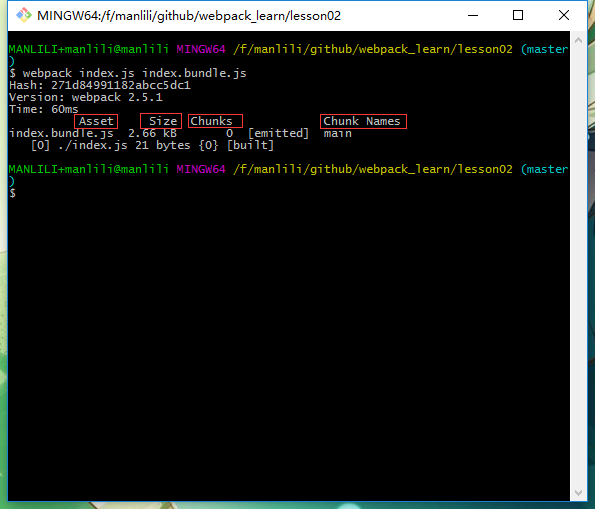 MINGW64:/f/manlili/github/webpack_learn/lesson02
MANLILI+manlili@manlili MINGW64 /f/manlili/github/webpack_learn/lesson02 (master
)
$ webpack index.js index.bundle.js
Hash: 271d84991182abcc5dc1
Version: webpack 2.5.1
Time: 60ms
Asset Size Chunks Chunk Names
index.bundle.js 2.66 kB 0 [emitted] main
[0] ./index.js 21 bytes {0} [built]
MANLILI+manlili@manlili MINGW64 /f/manlili/github/webpack_learn/lesson02 (master
)
$